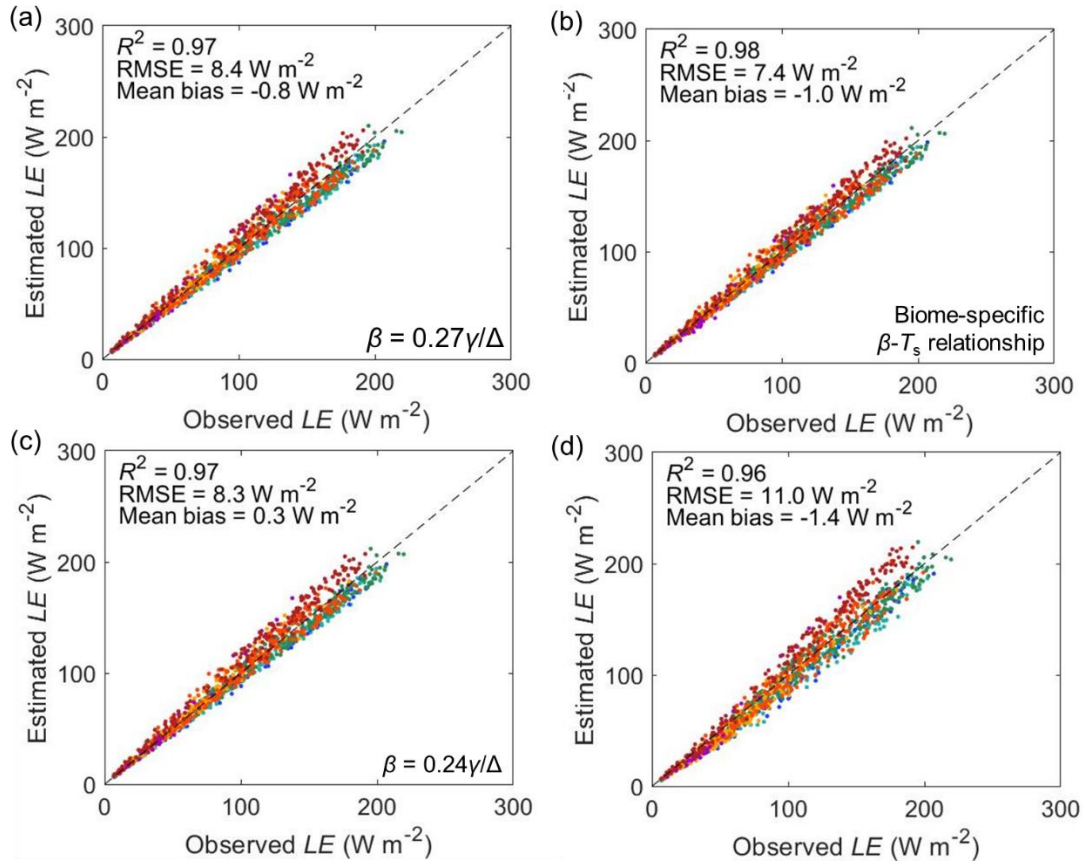 (a)
300
R² = 0.97
RMSE = 8.4 W m⁻²
Mean bias = -0.8 W m⁻²
200
100
0
β = 0.27γ/Δ
0 100 200 300
Estimated LE (W m⁻²)
Observed LE (W m⁻²)
(b)
300
R² = 0.98
RMSE = 7.4 W m⁻²
Mean bias = -1.0 W m⁻²
200
100
0
Biome-specific
β-Tₛ relationship
0 100 200 300
Estimated LE (W m⁻²)
Observed LE (W m⁻²)
(c)
300
R² = 0.97
RMSE = 8.3 W m⁻²
Mean bias = 0.3 W m⁻²
200
100
0
β = 0.24γ/Δ
0 100 200 300
Estimated LE (W m⁻²)
Observed LE (W m⁻²)
(d)
300
R² = 0.96
RMSE = 11.0 W m⁻²
Mean bias = -1.4 W m⁻²
200
100
0
0 100 200 300
Estimated LE (W m⁻²)
Observed LE (W m⁻²)